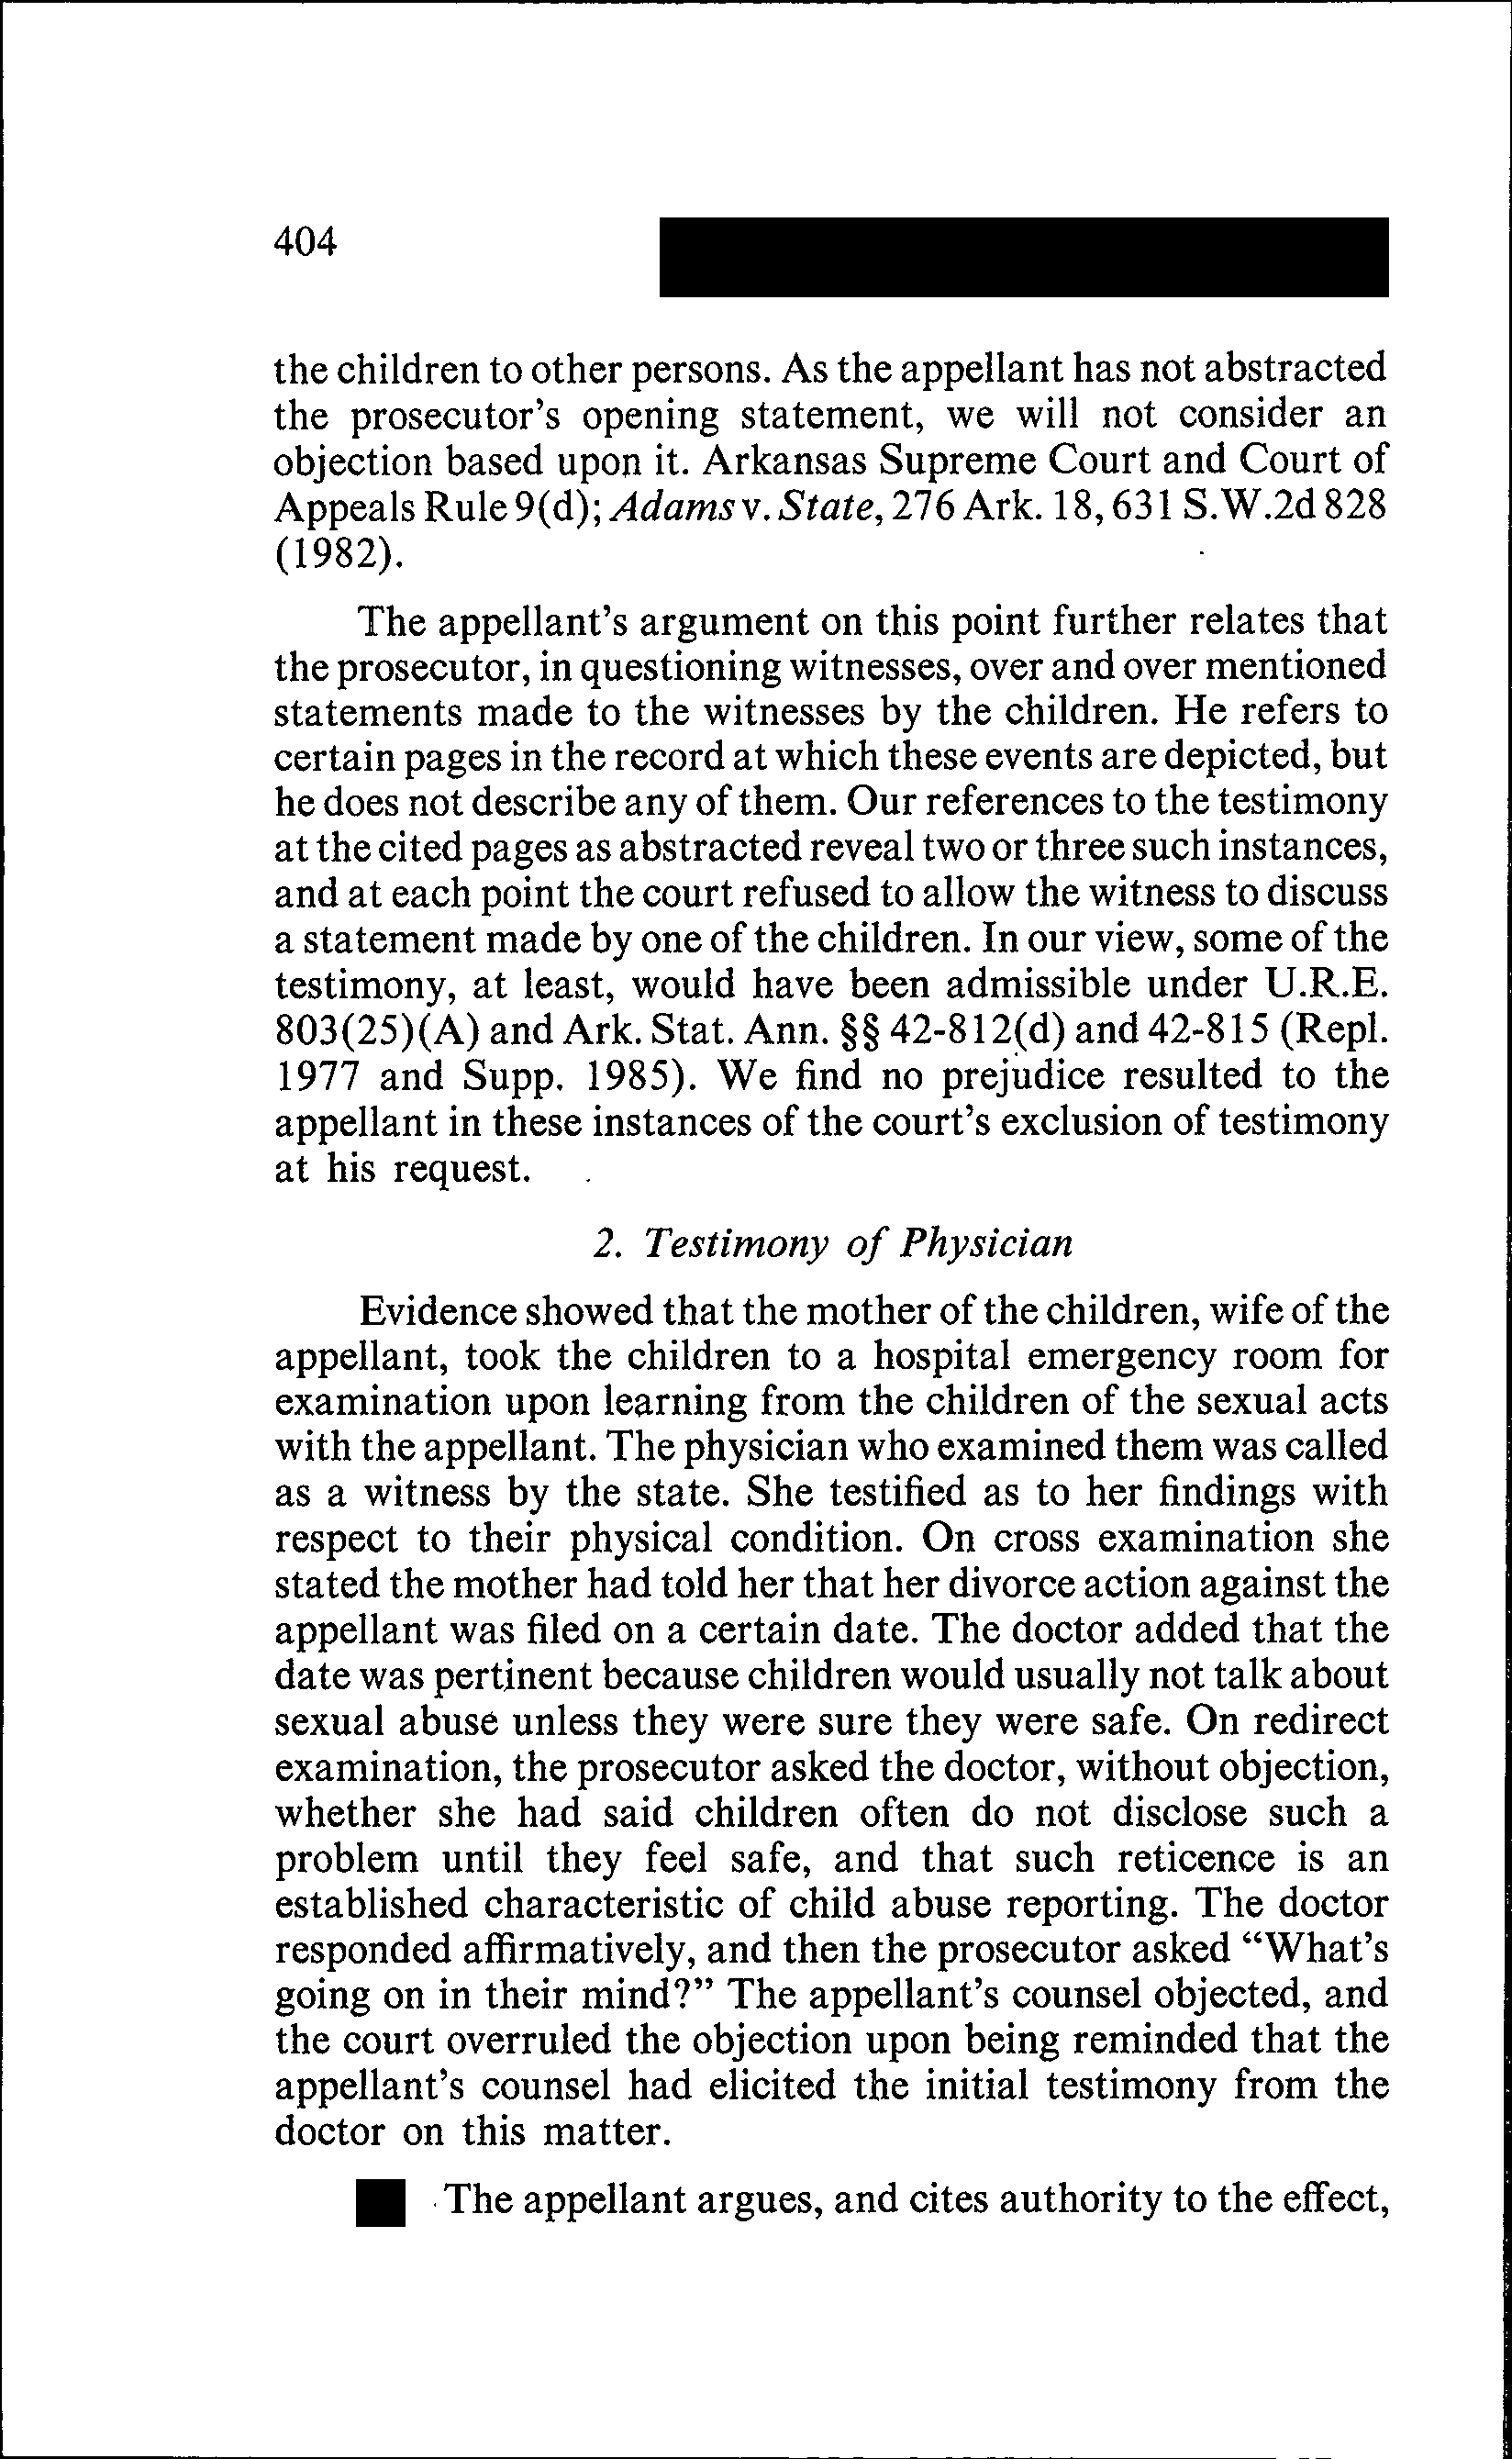 404
the children to other persons. As the appellant has not abstracted
the prosecutor's opening statement, we will not consider an
objection based upon it. Arkansas Supreme Court and Court of
Appeals Rule 9(d); Adams v. State, 276 Ark. 18, 631 S.W.2d 828
(1982).
The appellant's argument on this point further relates that
the prosecutor, in questioning witnesses, over and over mentioned
statements made to the witnesses by the children. He refers to
certain pages in the record at which these events are depicted, but
he does not describe any of them. Our references to the testimony
at the cited pages as abstracted reveal two or three such instances,
and at each point the court refused to allow the witness to discuss
a statement made by one of the children. In our view, some of the
testimony, at least, would have been admissible under U.R.E.
803(25)(A) and Ark. Stat. Ann. §§ 42-812(d) and 42-815 (Repl.
1977 and Supp. 1985). We find no prejudice resulted to the
appellant in these instances of the court's exclusion of testimony
at his request.
2. Testimony of Physician
Evidence showed that the mother of the children, wife of the
appellant, took the children to a hospital emergency room for
examination upon learning from the children of the sexual acts
with the appellant. The physician who examined them was called
as a witness by the state. She testified as to her findings with
respect to their physical condition. On cross examination she
stated the mother had told her that her divorce action against the
appellant was filed on a certain date. The doctor added that the
date was pertinent because children would usually not talk about
sexual abuse unless they were sure they were safe. On redirect
examination, the prosecutor asked the doctor, without objection,
whether she had said children often do not disclose such a
problem until they feel safe, and that such reticence is an
established characteristic of child abuse reporting. The doctor
responded affirmatively, and then the prosecutor asked "What's
going on in their mind?" The appellant's counsel objected, and
the court overruled the objection upon being reminded that the
appellant's counsel had elicited the initial testimony from the
doctor on this matter.
The appellant argues, and cites authority to the effect,